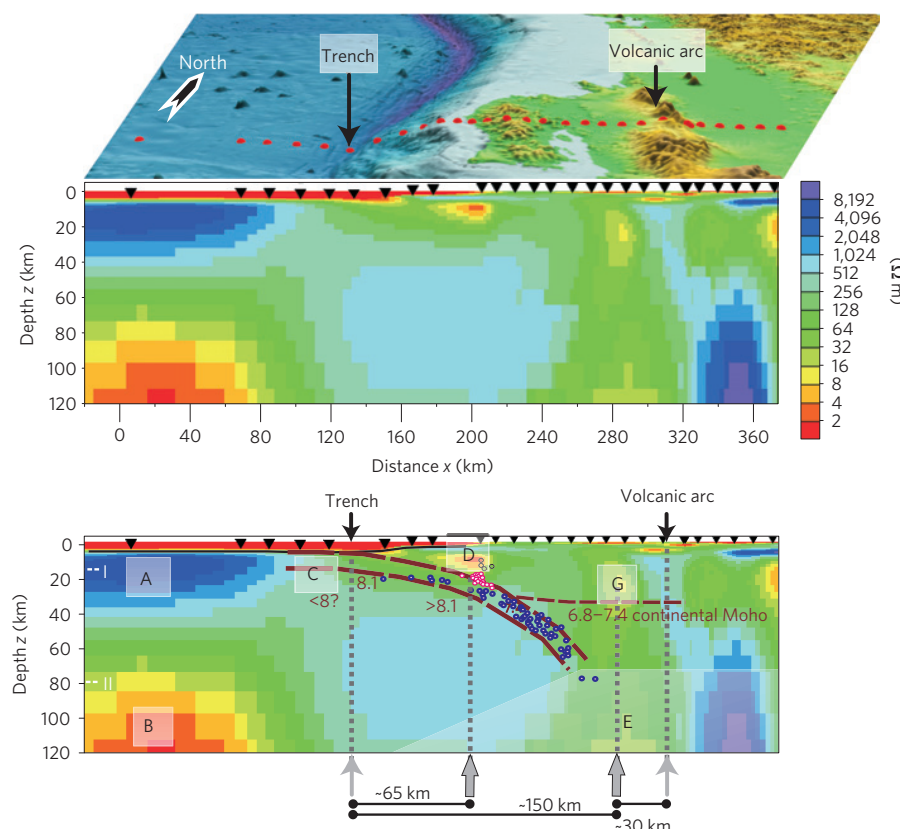 North
Trench
Volcanic arc
0
20
40
60
80
100
120
Depth z (km)
0 40 80 120 160 200 240 280 320 360
Distance x (km)
8,192
4,096
2,048
1,024
512
256
128
64
32
16
8
4
2
(Ω m)
Trench
Volcanic arc
0
20
40
60
80
100
120
Depth z (km)
I
II
A
B
C
D
E
G
<8?
8.1
>8.1
6.8–7.4 continental Moho
~65 km
~150 km
~30 km